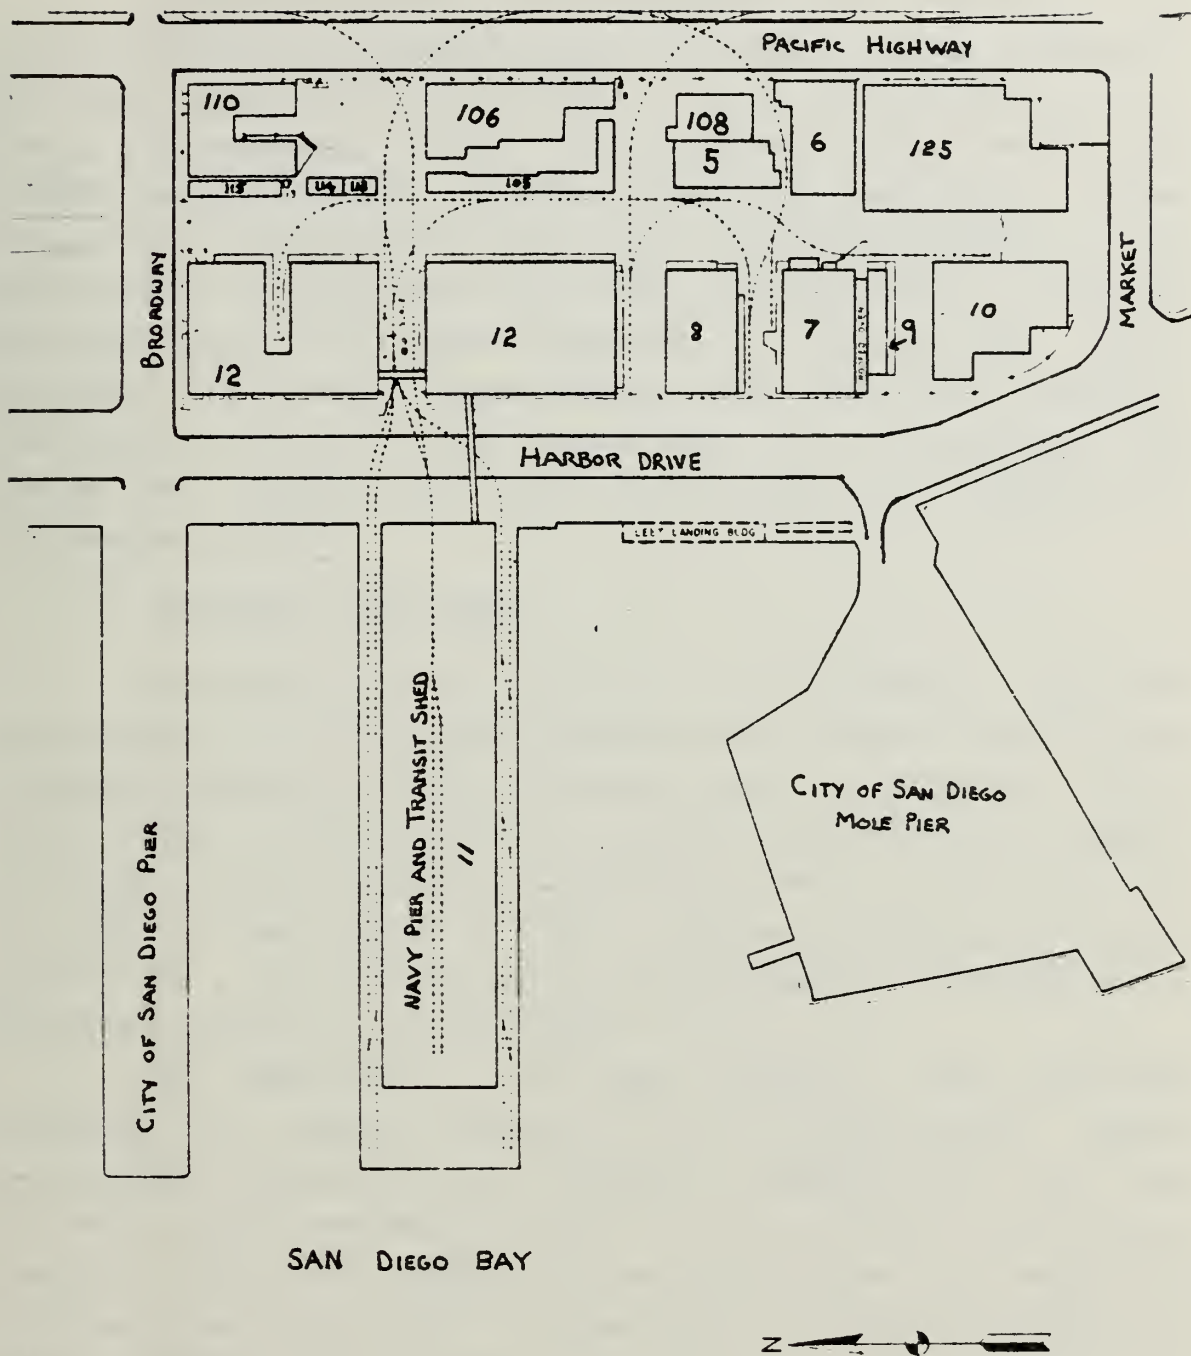 PACIFIC HIGHWAY
110
106
108
5
6
125
115
114
105
BROADWAY
MARKET
12
12
8
7
9
10
HARBOR DRIVE
LANDING BLDG
NAVY PIER AND TRANSIT SHED
11
CITY OF SAN DIEGO PIER
CITY OF SAN DIEGO
MOLE PIER
SAN DIEGO BAY
N